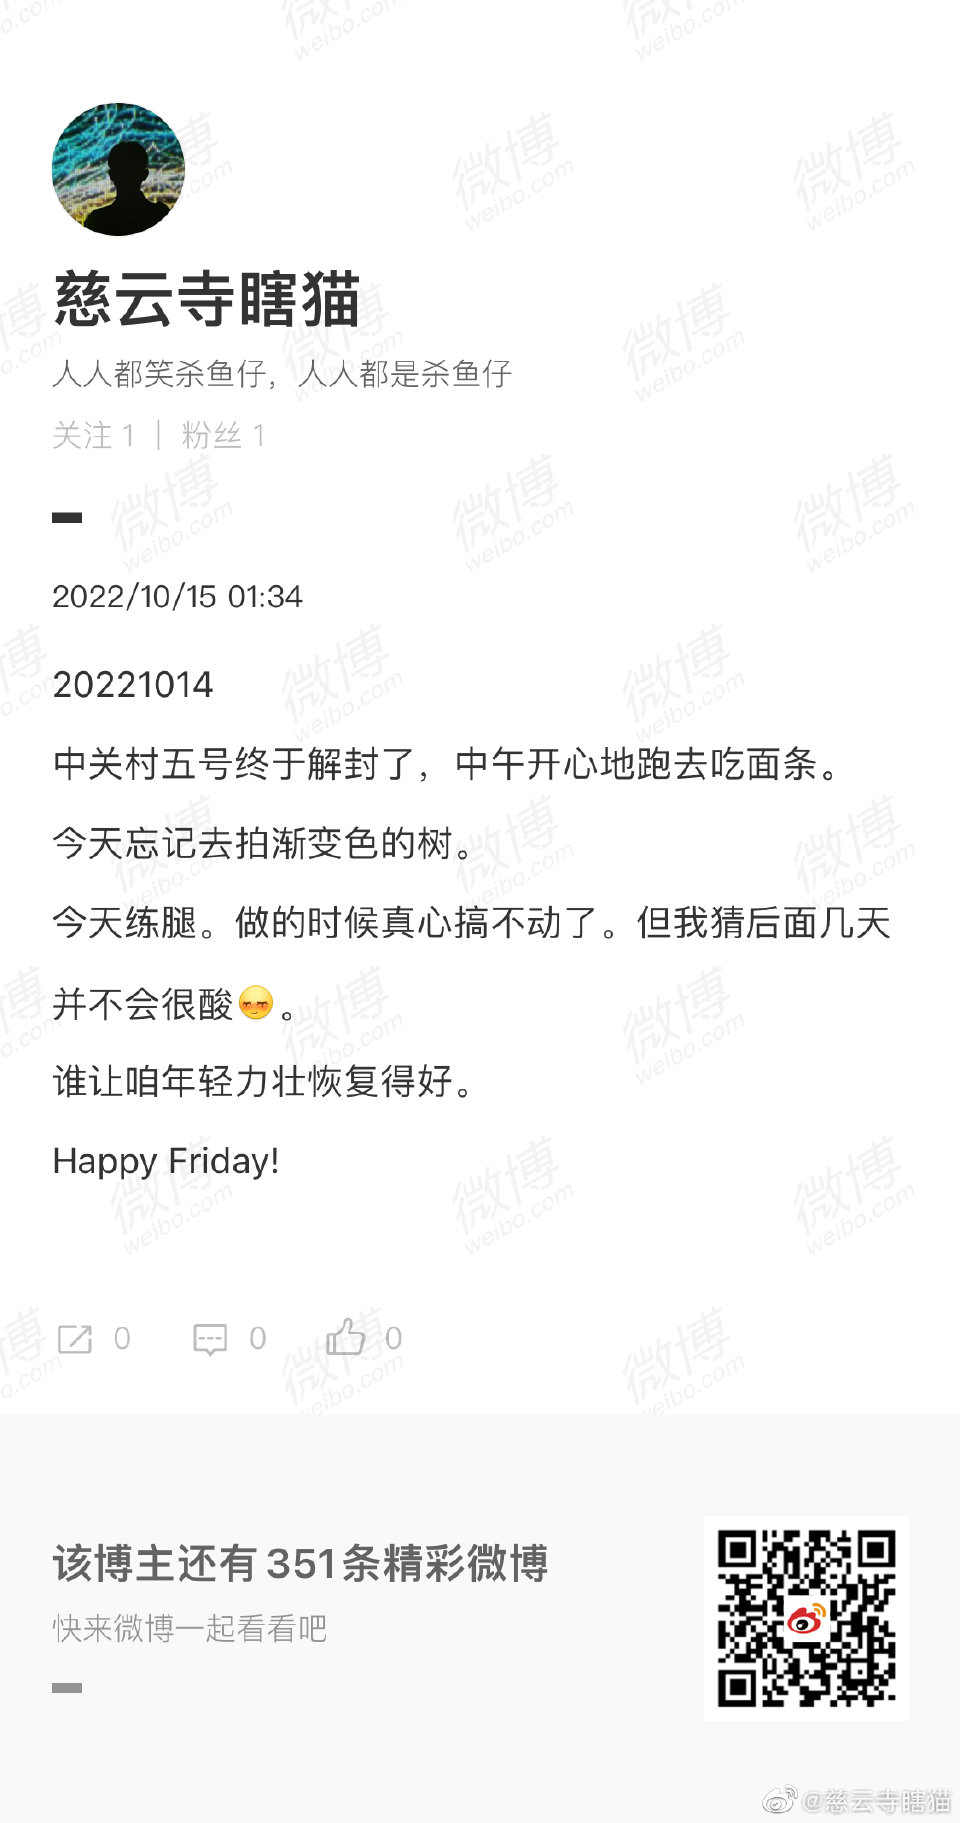 慈云寺瞎猫
人人都笑杀鱼仔，人人都是杀鱼仔
关注 1 | 粉丝 1
2022/10/15 01:34
20221014
中关村五号终于解封了，中午开心地跑去吃面条。
今天忘记去拍渐变色的树。
今天练腿。做的时候真心搞不动了。但我猜后面几天
并不会很酸😊。
谁让咱年轻力壮恢复得好。
Happy Friday!
0 0 0
该博主还有351条精彩微博
快来微博一起看看吧
@慈云寺瞎猫
微博
weibo.com